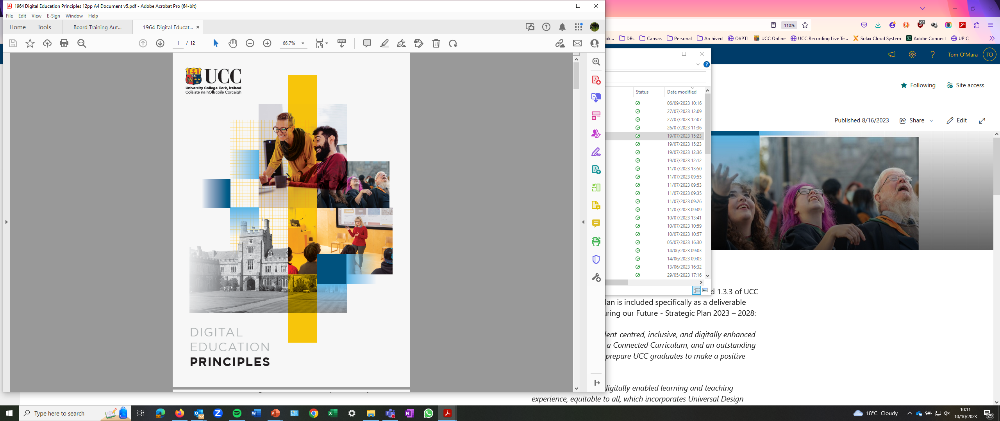 1964 Digital Education Principles 12pp A4 Document v5.pdf - Adobe Acrobat Pro (64-bit)
File Edit View E-Sign Window Help
Home Tools Board Training Aut... 1964 Digital Educat...
1 / 12 66.7%
UCC
University College Cork, Ireland
Coláiste na hOllscoile Corcaigh
DIGITAL
EDUCATION
PRINCIPLES
110%
27
ok... DBs Canvas Personal Archived OVPTL UCC Online UCC Recording Live Te... Solax Cloud System Adobe Connect UPIC
Tom O'Mara TO
Following Site access
Published 8/16/2023 Share Edit
Status Date modified
06/09/2023 10:16
27/07/2023 12:09
27/07/2023 12:07
26/07/2023 11:36
19/07/2023 15:23
19/07/2023 15:23
19/07/2023 12:36
19/07/2023 12:12
11/07/2023 13:50
11/07/2023 09:55
11/07/2023 09:53
11/07/2023 09:35
11/07/2023 09:26
11/07/2023 09:09
10/07/2023 13:41
10/07/2023 10:59
10/07/2023 10:57
05/07/2023 16:30
14/06/2023 09:03
14/06/2023 09:03
13/06/2023 16:32
29/05/2023 17:16
d 1.3.3 of UCC
lan is included specifically as a deliverable
uring our Future - Strategic Plan 2023 – 2028:
dent-centred, inclusive, and digitally enhanced
a Connected Curriculum, and an outstanding
prepare UCC graduates to make a positive
digitally enabled learning and teaching
experience, equitable to all, which incorporates Universal Design
Type here to search
18°C Cloudy
10:11
10/10/2023
29